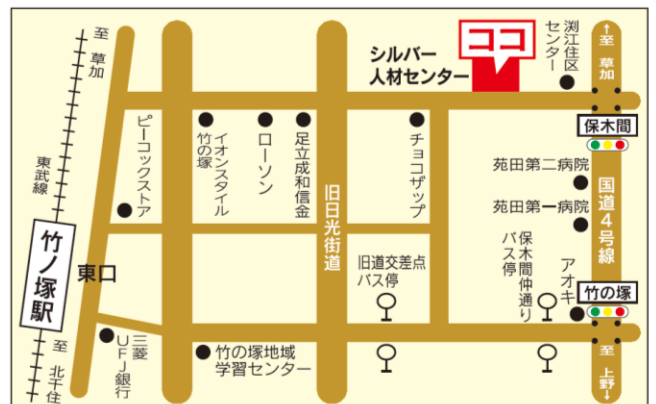 至 草加
東武線
竹ノ塚駅
至 北千住
東口
ピーコックストア
三菱
UFJ銀行
イオンスタイル
竹の塚
ローソン
足立成和信金
竹の塚地域
学習センター
旧日光街道
シルバー
人材センター
ココ
チョコザップ
旧道交差点
バス停
渕江住区
センター
↑至 草加
保木間
苑田第二病院
苑田第一病院
国道4号線
保木間仲通り
バス停
アオキ
竹の塚
至 上野↓